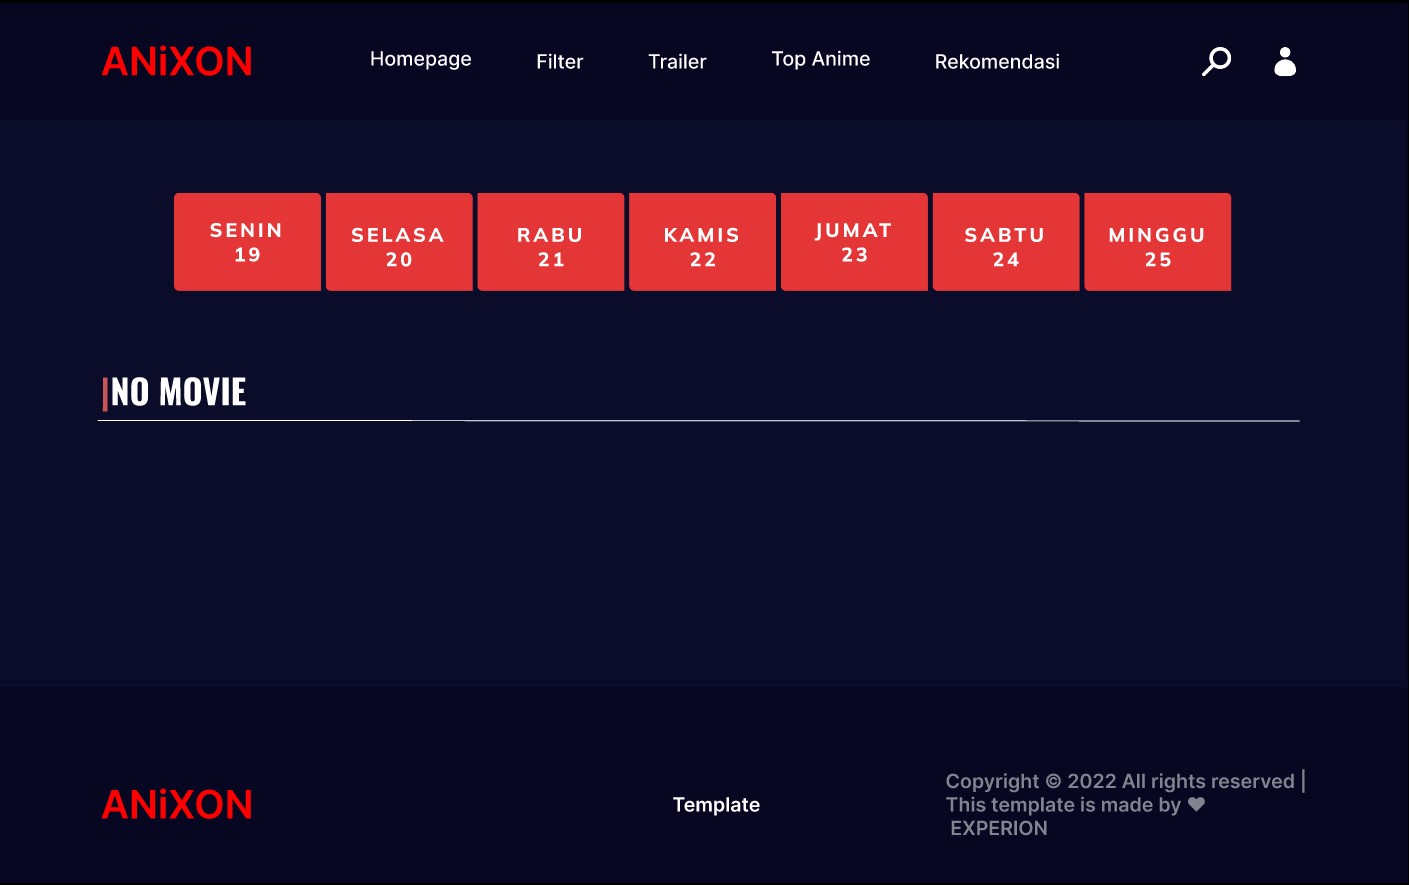 ANiXON
Homepage
Filter
Trailer
Top Anime
Rekomendasi
SENIN
19
SELASA
20
RABU
21
KAMIS
22
JUMAT
23
SABTU
24
MINGGU
25
|NO MOVIE
ANiXON
Template
Copyright © 2022 All rights reserved |
This template is made by ♥
EXPERION